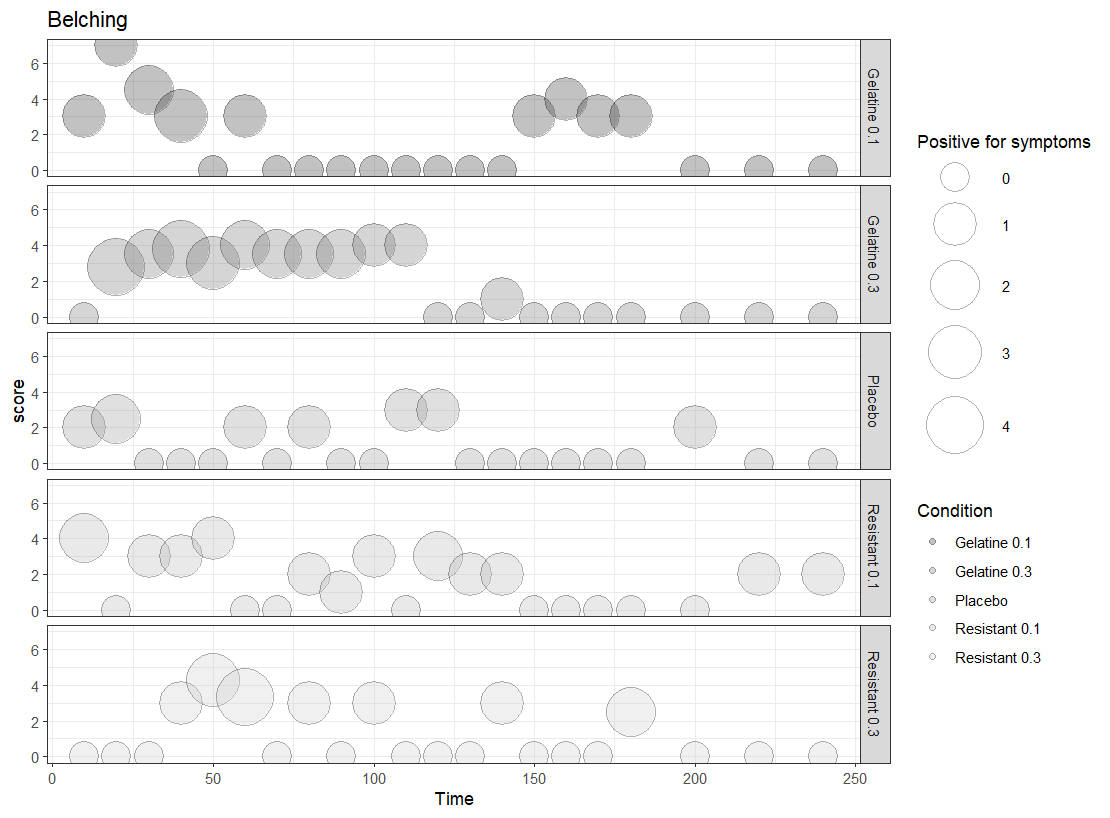 Belching
6
4
2
0
Gelatine 0.1
6
4
2
0
Gelatine 0.3
6
4
2
0
Placebo
6
4
2
0
Resistant 0.1
6
4
2
0
Resistant 0.3
score
0 50 100 150 200 250
Time
Positive for symptoms
0
1
2
3
4
Condition
Gelatine 0.1
Gelatine 0.3
Placebo
Resistant 0.1
Resistant 0.3